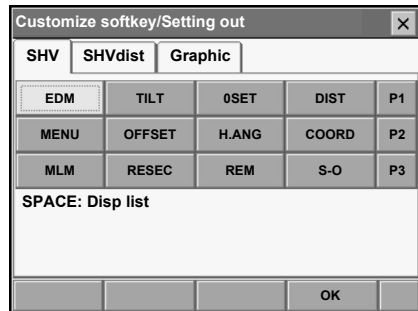 Customize softkey/Setting out
SHV SHVdist Graphic
EDM TILT 0SET DIST P1
MENU OFFSET H.ANG COORD P2
MLM RESEC REM S-O P3
SPACE: Disp list
OK